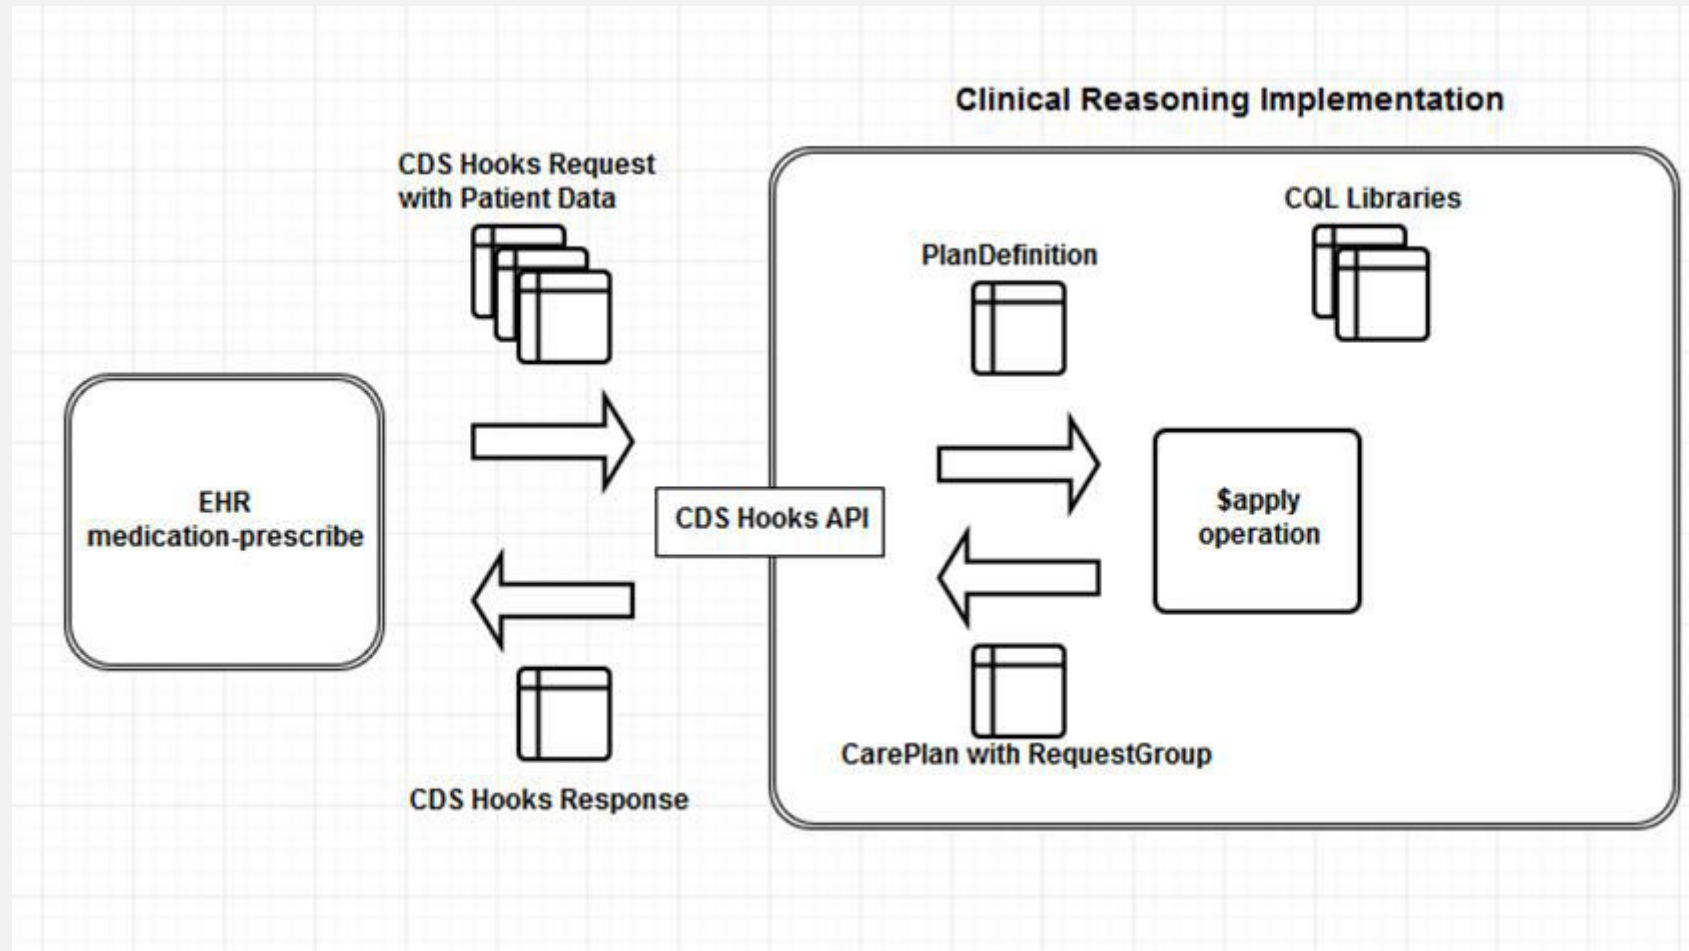 Clinical Reasoning Implementation
CDS Hooks Request
with Patient Data
CQL Libraries
PlanDefinition
EHR
medication-prescribe
CDS Hooks API
$apply
operation
CarePlan with RequestGroup
CDS Hooks Response